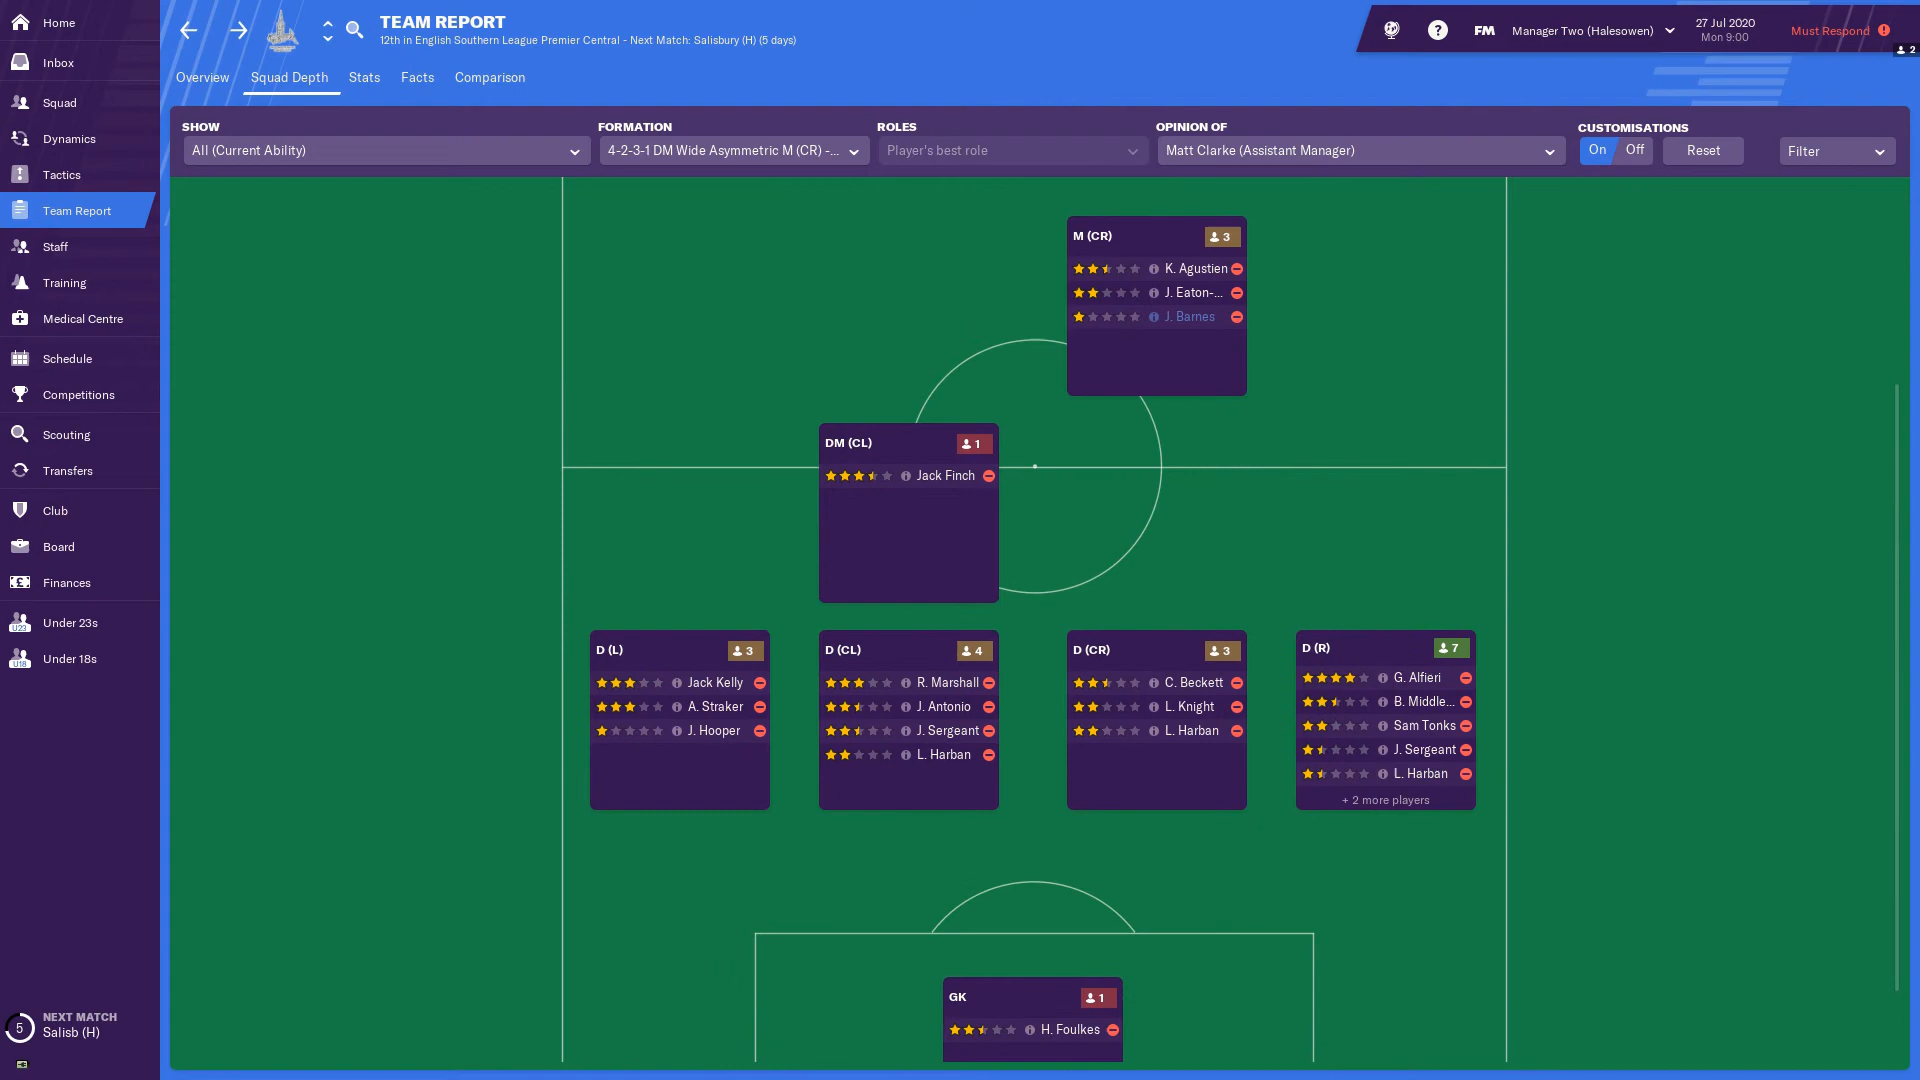 Home
Inbox
Squad
Dynamics
Tactics
Team Report
Staff
Training
Medical Centre
Schedule
Competitions
Scouting
Transfers
Club
Board
Finances
U23
Under 23s
U18
Under 18s
5
NEXT MATCH
Salisb (H)
TEAM REPORT
12th in English Southern League Premier Central - Next Match: Salisbury (H) (5 days)
FM
Manager Two (Halesowen)
27 Jul 2020
Mon 9:00
Must Respond
2
Overview
Squad Depth
Stats
Facts
Comparison
SHOW
All (Current Ability)
FORMATION
4-2-3-1 DM Wide Asymmetric M (CR) -...
ROLES
Player's best role
OPINION OF
Matt Clarke (Assistant Manager)
CUSTOMISATIONS
On
Off
Reset
Filter
M (CR)
3
K. Agustien
J. Eaton-...
J. Barnes
DM (CL)
1
Jack Finch
D (L)
3
Jack Kelly
A. Straker
J. Hooper
D (CL)
4
R. Marshall
J. Antonio
J. Sergeant
L. Harban
D (CR)
3
C. Beckett
L. Knight
L. Harban
D (R)
7
G. Alfieri
B. Middle...
Sam Tonks
J. Sergeant
L. Harban
+ 2 more players
GK
1
H. Foulkes